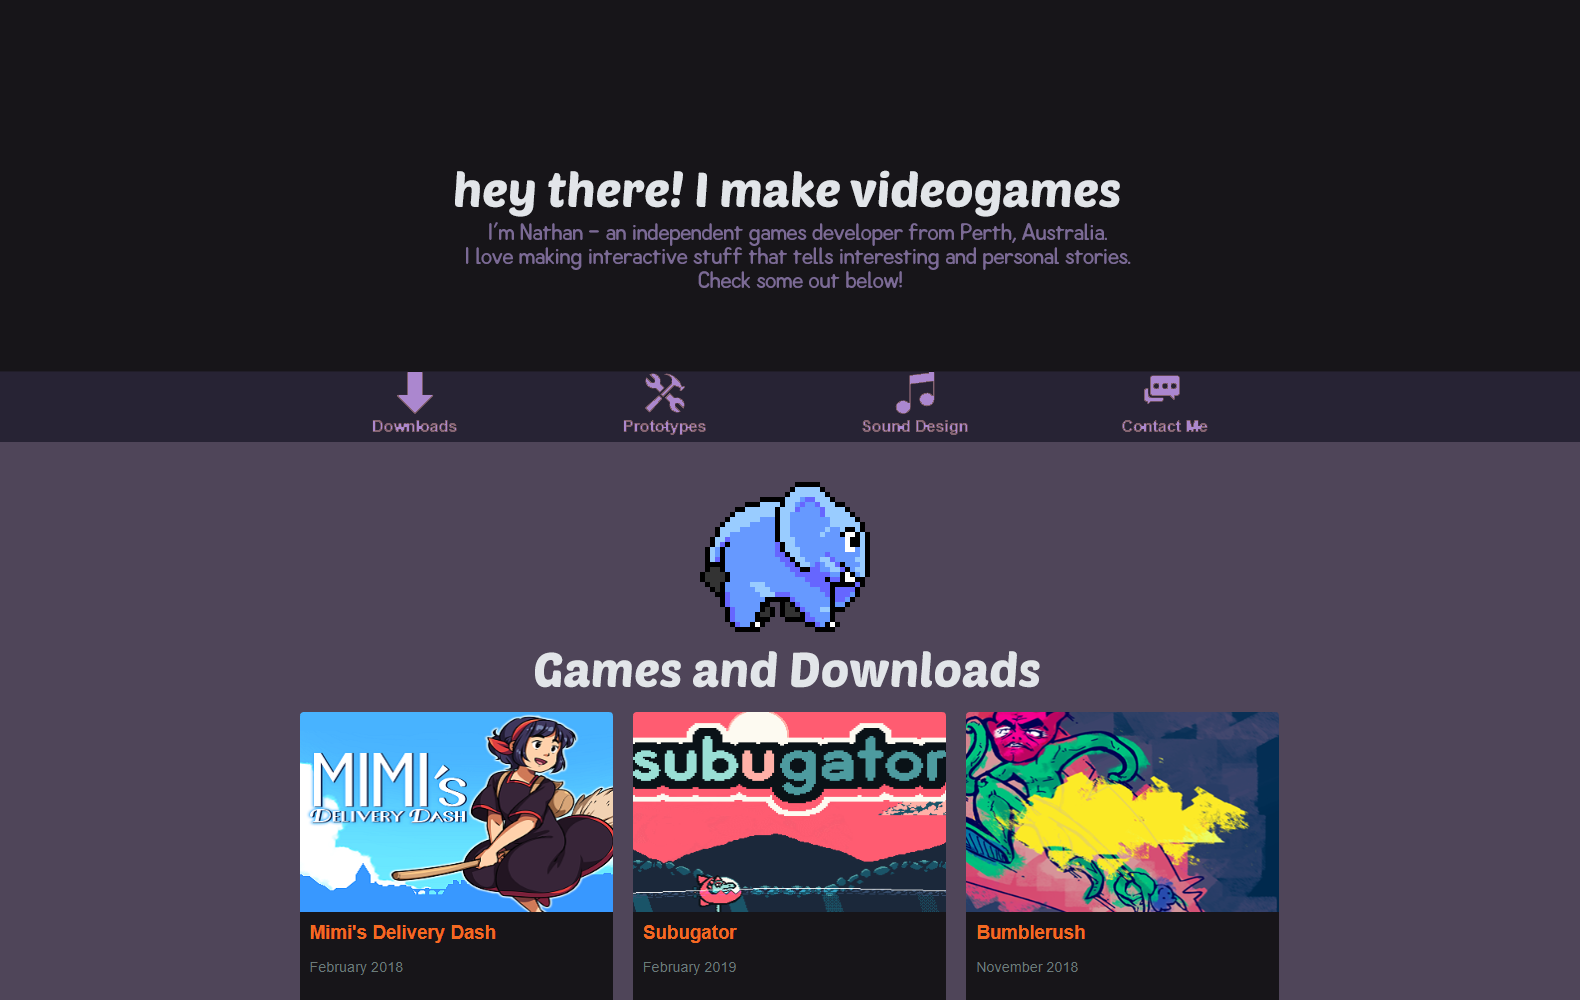 hey there! I make videogames
I'm Nathan - an independent games developer from Perth, Australia.
I love making interactive stuff that tells interesting and personal stories.
Check some out below!
Downloads
Prototypes
Sound Design
Contact Me
Games and Downloads
MIMI's
DELIVERY DASH
subugator
Mimi's Delivery Dash
Subugator
Bumblerush
February 2018
February 2019
November 2018